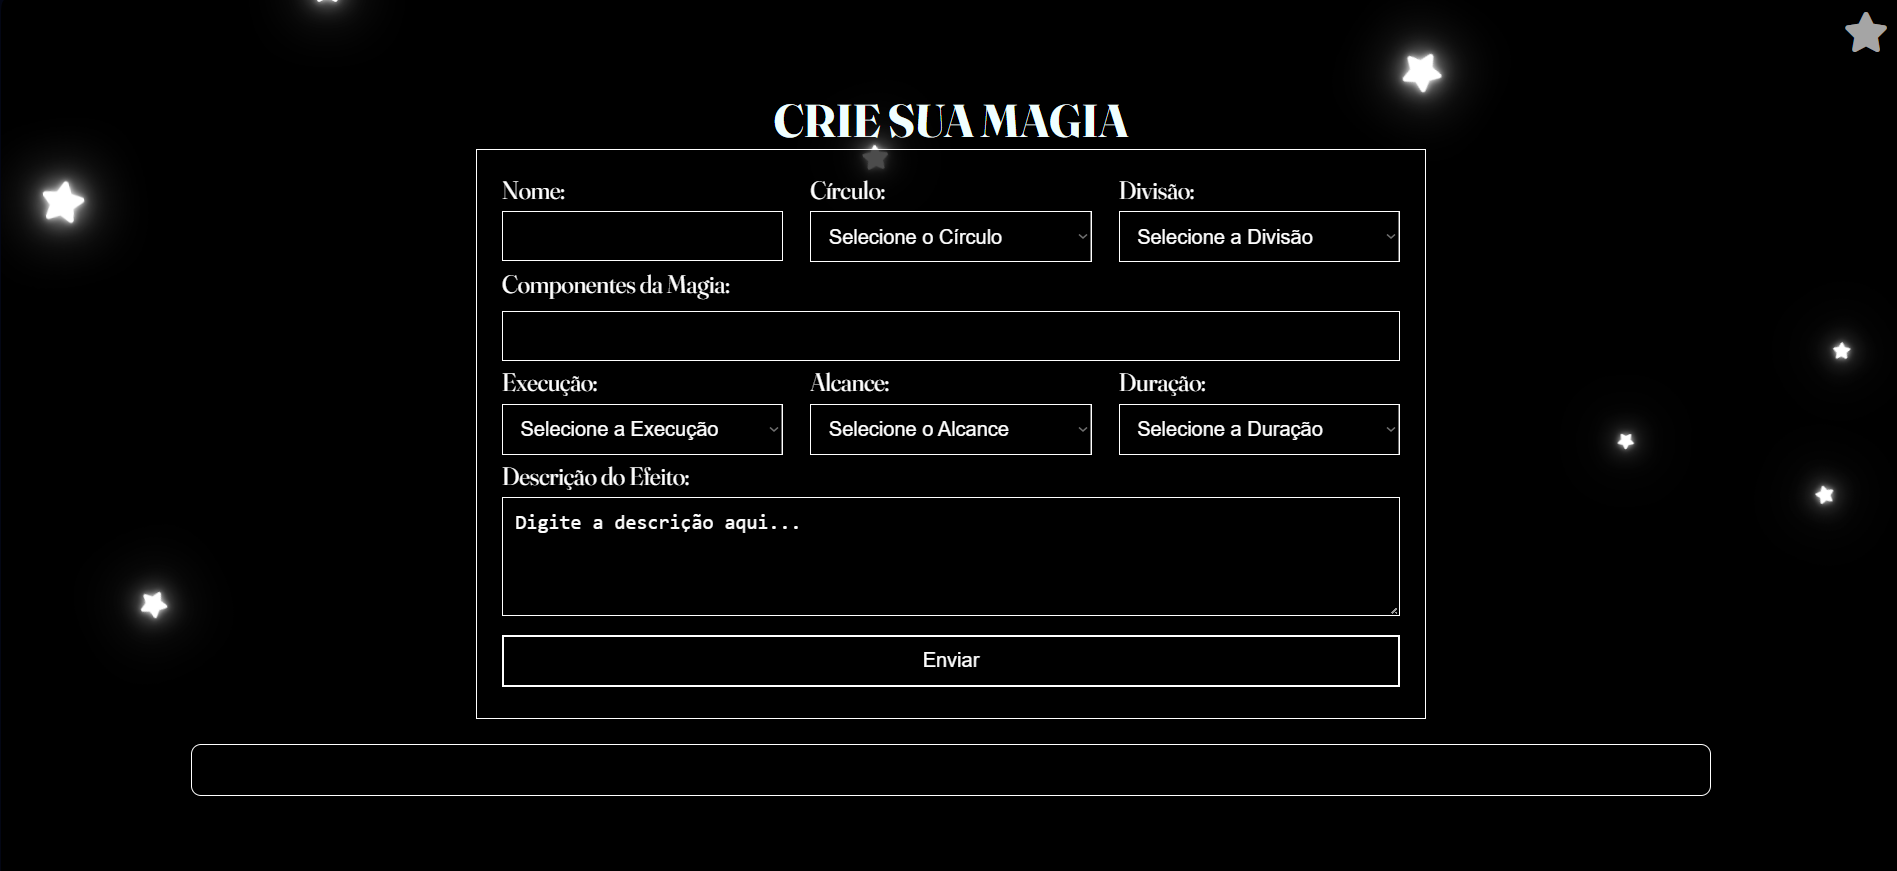 CRIE SUA MAGIA
Nome: Círculo: Divisão:
Selecione o Círculo Selecione a Divisão
Componentes da Magia:
Execução: Alcance: Duração:
Selecione a Execução Selecione o Alcance Selecione a Duração
Descrição do Efeito:
Digite a descrição aqui...
Enviar